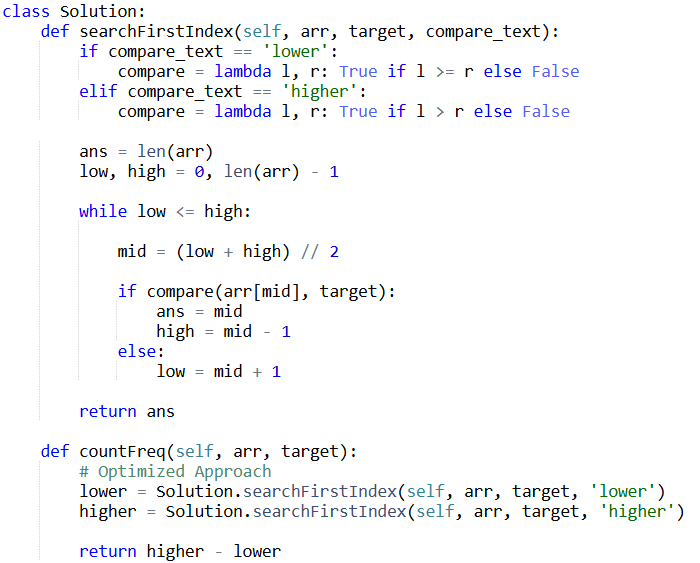 class Solution:
    def searchFirstIndex(self, arr, target, compare_text):
        if compare_text == 'lower':
            compare = lambda l, r: True if l >= r else False
        elif compare_text == 'higher':
            compare = lambda l, r: True if l > r else False

        ans = len(arr)
        low, high = 0, len(arr) - 1

        while low <= high:

            mid = (low + high) // 2

            if compare(arr[mid], target):
                ans = mid
                high = mid - 1
            else:
                low = mid + 1

        return ans

    def countFreq(self, arr, target):
        # Optimized Approach
        lower = Solution.searchFirstIndex(self, arr, target, 'lower')
        higher = Solution.searchFirstIndex(self, arr, target, 'higher')

        return higher - lower